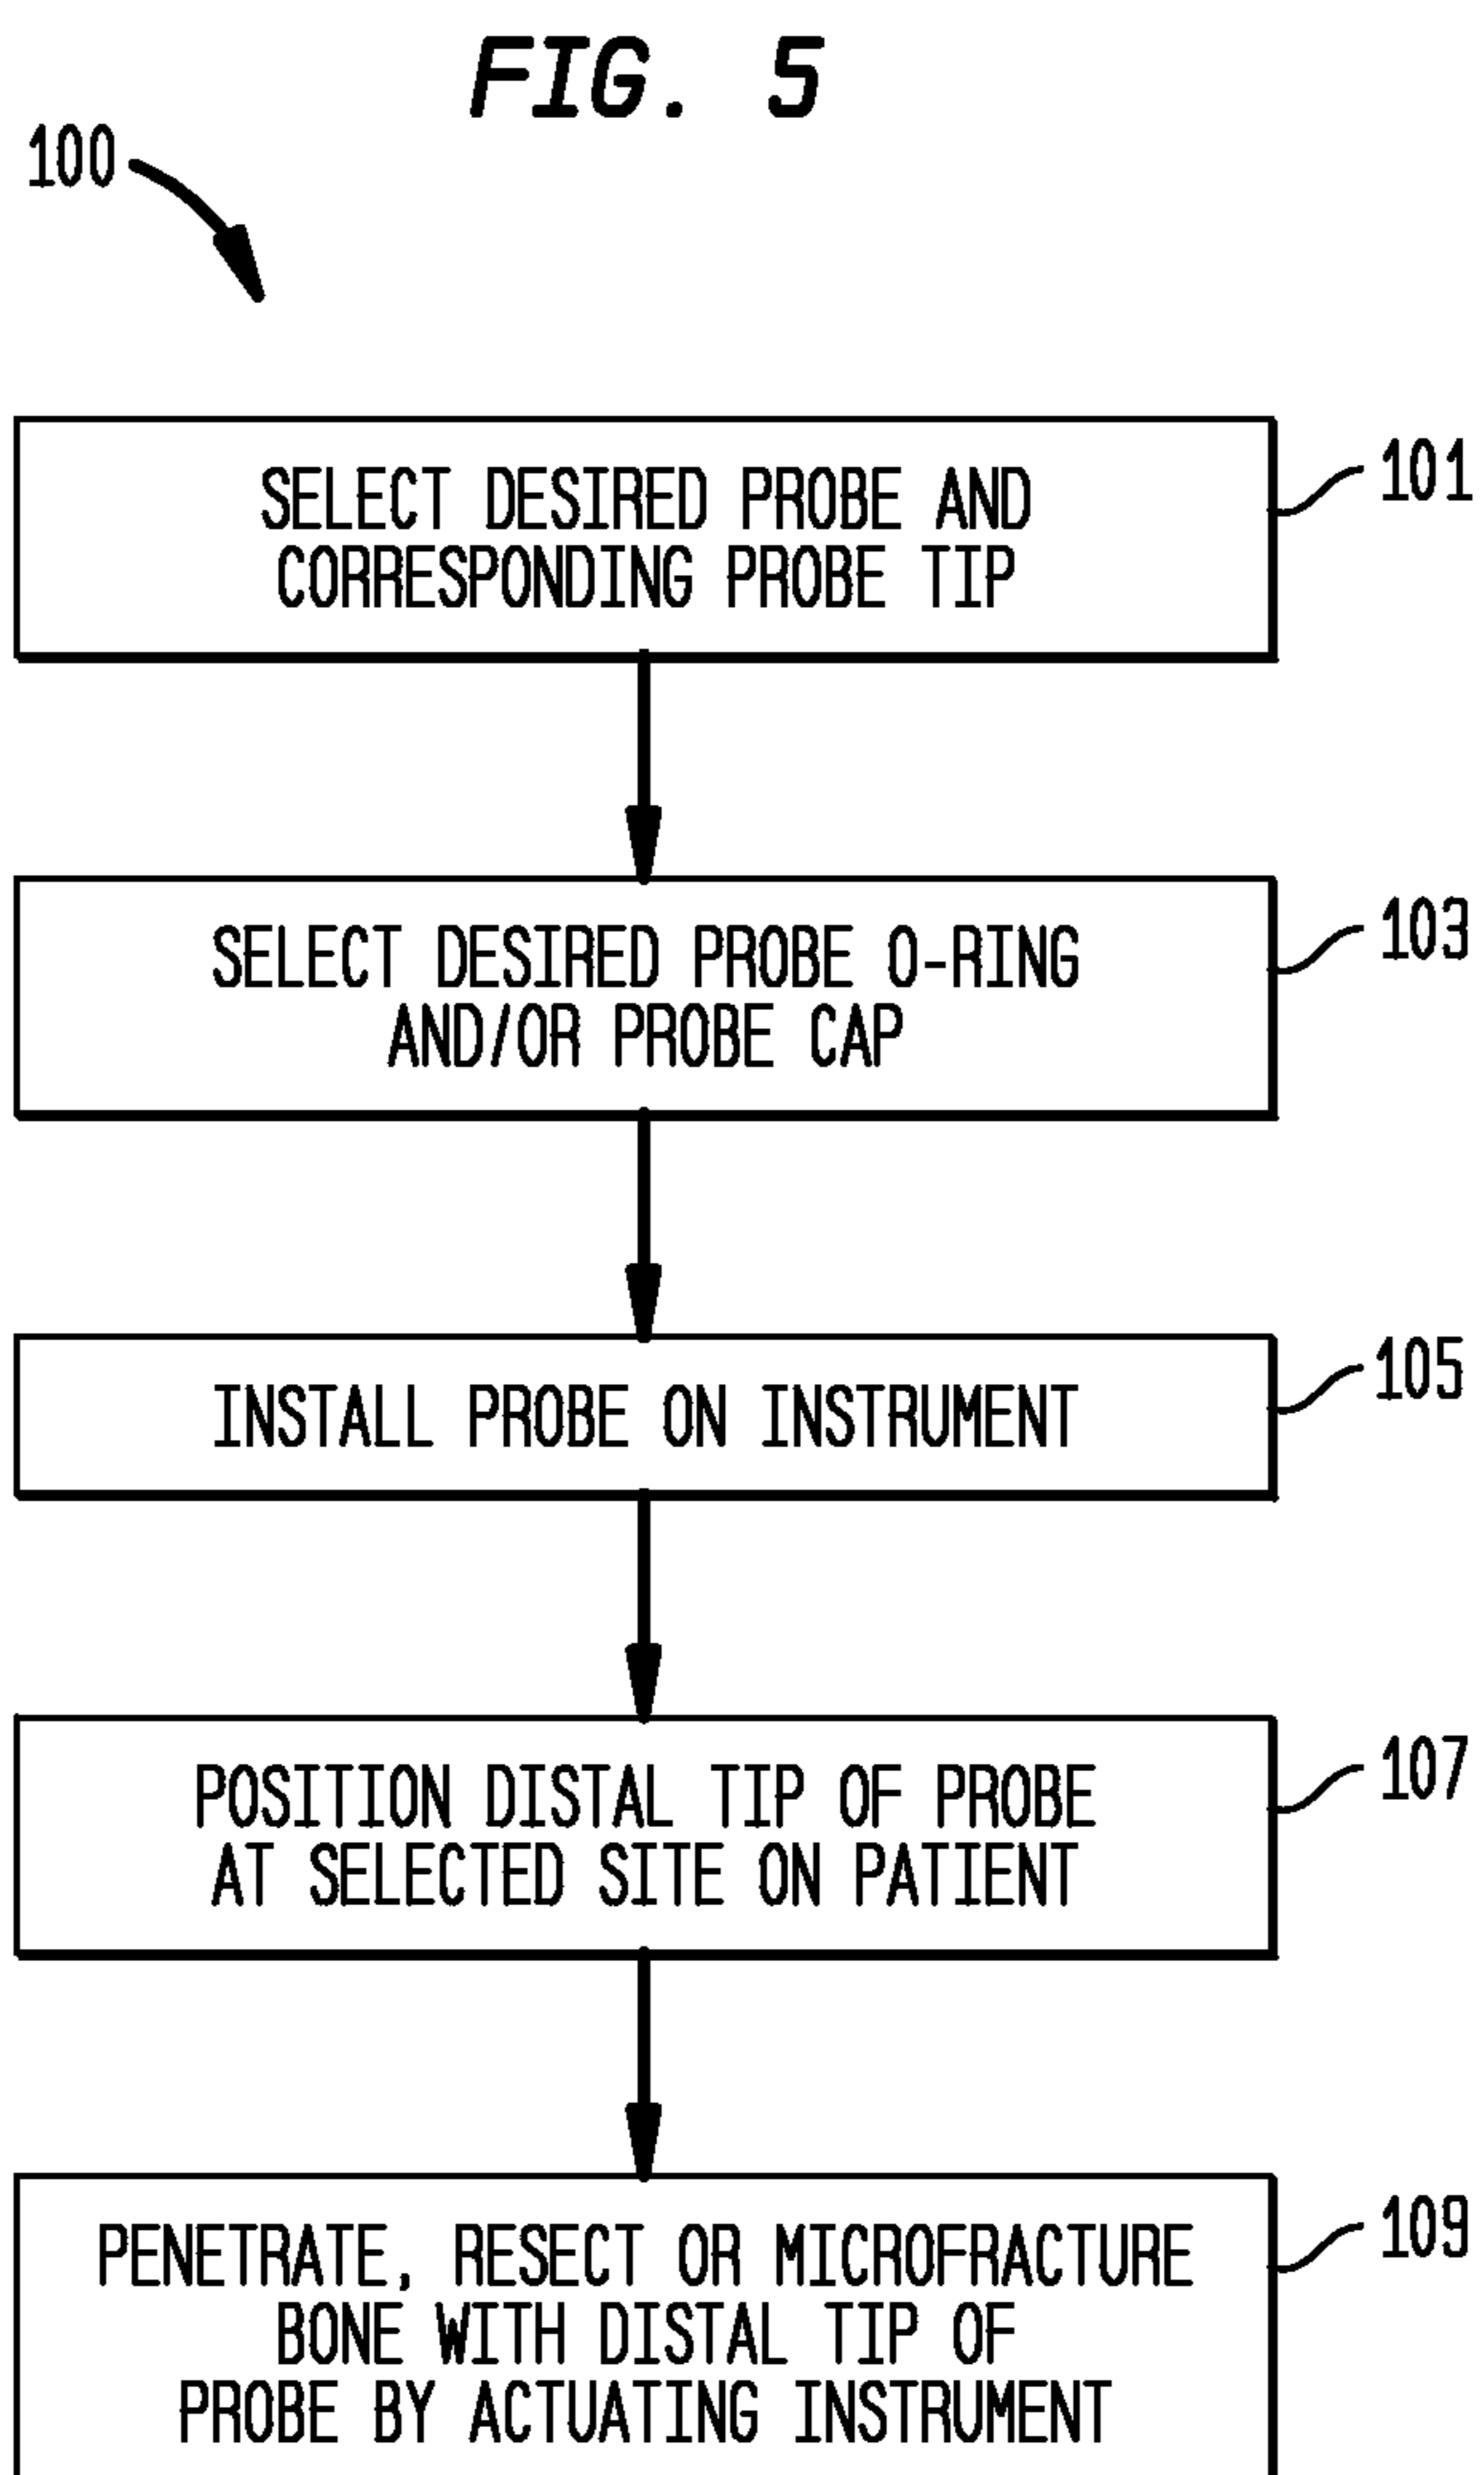 FIG. 5
100
SELECT DESIRED PROBE AND
CORRESPONDING PROBE TIP
101
SELECT DESIRED PROBE O-RING
AND/OR PROBE CAP
103
INSTALL PROBE ON INSTRUMENT
105
POSITION DISTAL TIP OF PROBE
AT SELECTED SITE ON PATIENT
107
PENETRATE, RESECT OR MICROFRACTURE
BONE WITH DISTAL TIP OF
PROBE BY ACTUATING INSTRUMENT
109